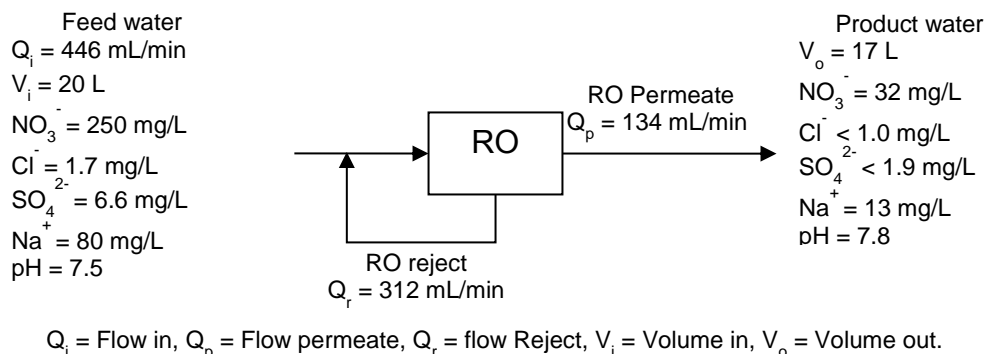 Feed water
Qi = 446 mL/min
Vi = 20 L
NO3- = 250 mg/L
Cl- = 1.7 mg/L
SO42- = 6.6 mg/L
Na+ = 80 mg/L
pH = 7.5
RO
RO Permeate
Qp = 134 mL/min
RO reject
Qr = 312 mL/min
Product water
Vo = 17 L
NO3- = 32 mg/L
Cl- < 1.0 mg/L
SO42- < 1.9 mg/L
Na+ = 13 mg/L
pH = 7.8
Qi = Flow in, Qp = Flow permeate, Qr = flow Reject, Vi = Volume in, Vo = Volume out.